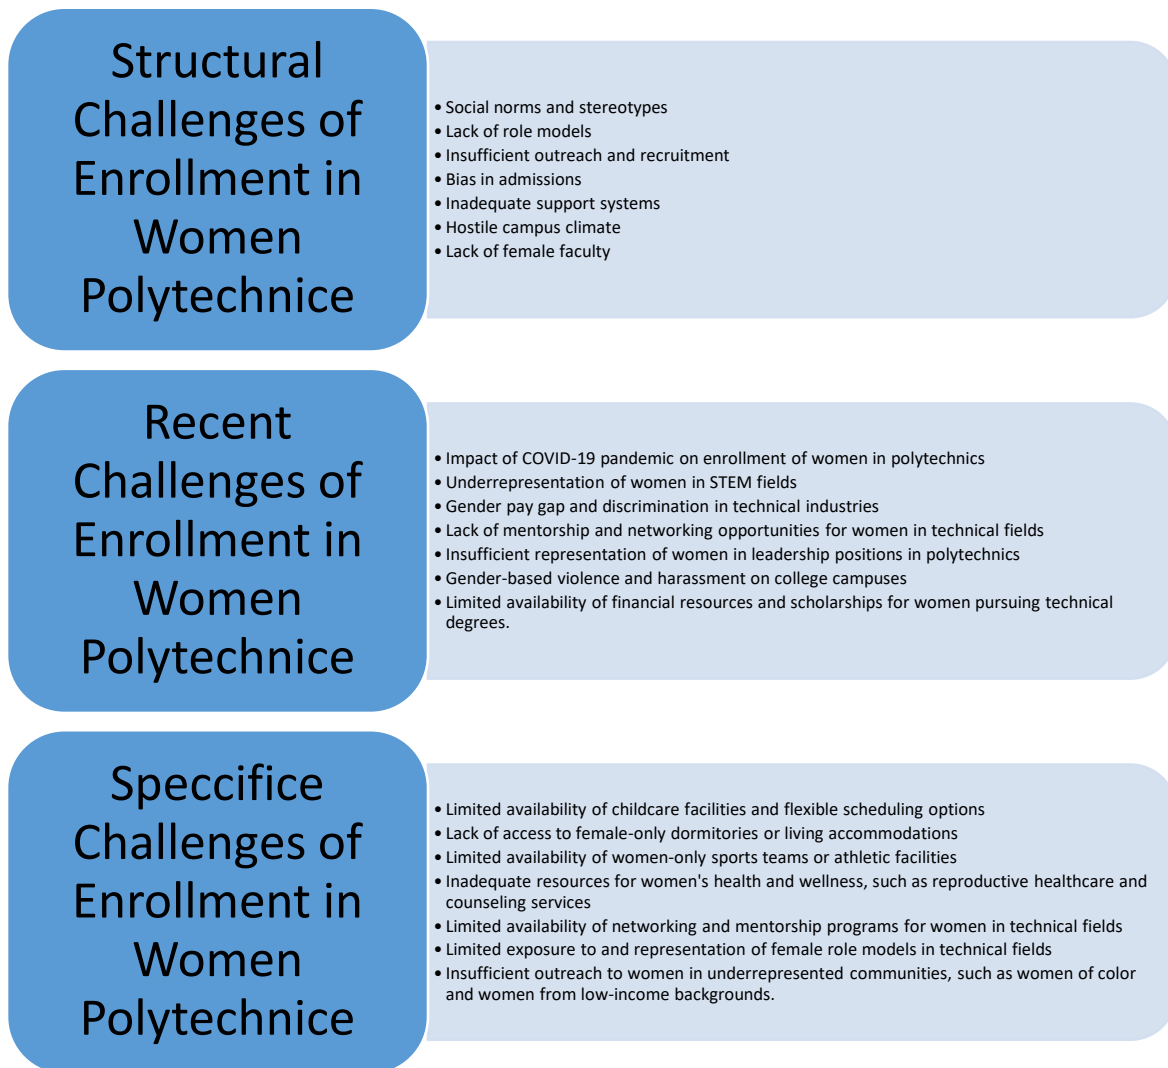 Structural
Challenges of
Enrollment in
Women
Polytechnice
• Social norms and stereotypes
• Lack of role models
• Insufficient outreach and recruitment
• Bias in admissions
• Inadequate support systems
• Hostile campus climate
• Lack of female faculty
Recent
Challenges of
Enrollment in
Women
Polytechnice
• Impact of COVID-19 pandemic on enrollment of women in polytechnics
• Underrepresentation of women in STEM fields
• Gender pay gap and discrimination in technical industries
• Lack of mentorship and networking opportunities for women in technical fields
• Insufficient representation of women in leadership positions in polytechnics
• Gender-based violence and harassment on college campuses
• Limited availability of financial resources and scholarships for women pursuing technical
degrees.
Speccifice
Challenges of
Enrollment in
Women
Polytechnice
• Limited availability of childcare facilities and flexible scheduling options
• Lack of access to female-only dormitories or living accommodations
• Limited availability of women-only sports teams or athletic facilities
• Inadequate resources for women's health and wellness, such as reproductive healthcare and
counseling services
• Limited availability of networking and mentorship programs for women in technical fields
• Limited exposure to and representation of female role models in technical fields
• Insufficient outreach to women in underrepresented communities, such as women of color
and women from low-income backgrounds.